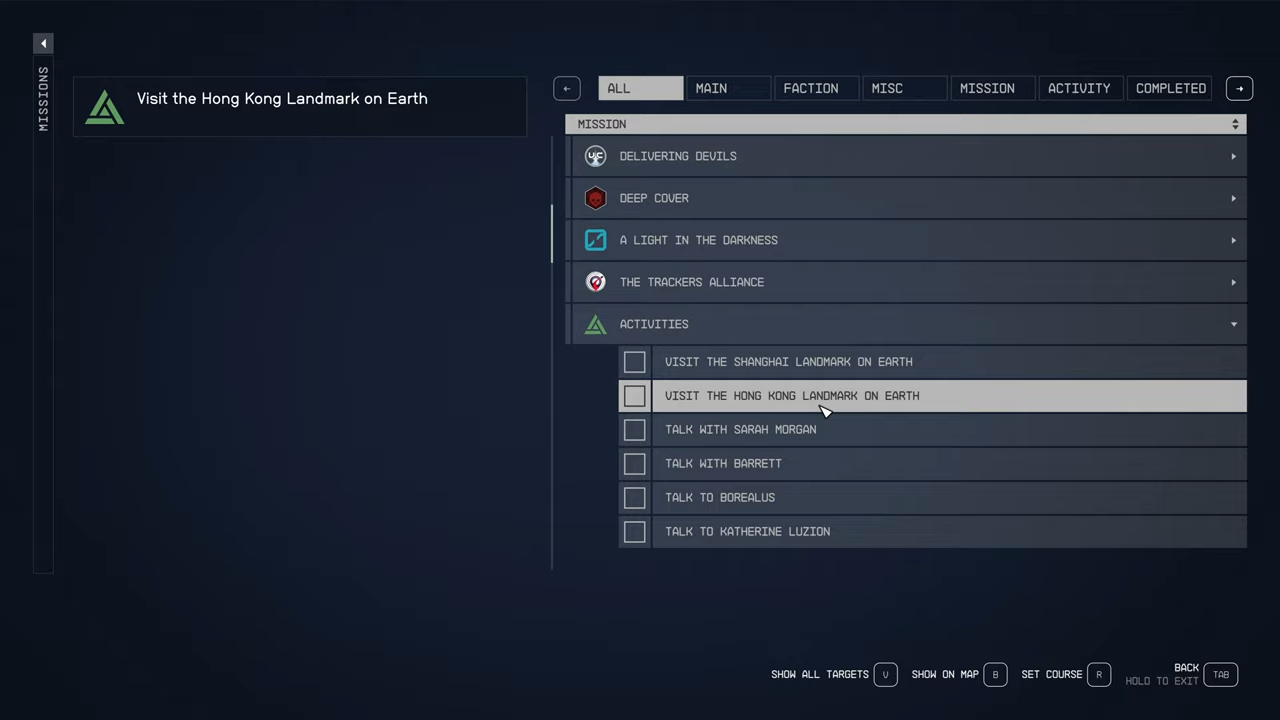 MISSIONS
Visit the Hong Kong Landmark on Earth
ALL MAIN FACTION MISC MISSION ACTIVITY COMPLETED
MISSION
UC DELIVERING DEVILS
DEEP COVER
A LIGHT IN THE DARKNESS
THE TRACKERS ALLIANCE
ACTIVITIES
VISIT THE SHANGHAI LANDMARK ON EARTH
VISIT THE HONG KONG LANDMARK ON EARTH
TALK WITH SARAH MORGAN
TALK WITH BARRETT
TALK TO BOREALUS
TALK TO KATHERINE LUZION
SHOW ALL TARGETS V SHOW ON MAP B SET COURSE R BACK TAB
HOLD TO EXIT